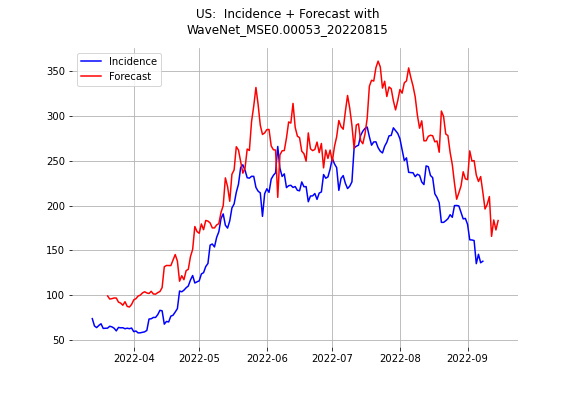 US:  Incidence + Forecast with
WaveNet_MSE0.00053_20220815
Incidence
Forecast
350
300
250
200
150
100
50
2022-04 2022-05 2022-06 2022-07 2022-08 2022-09